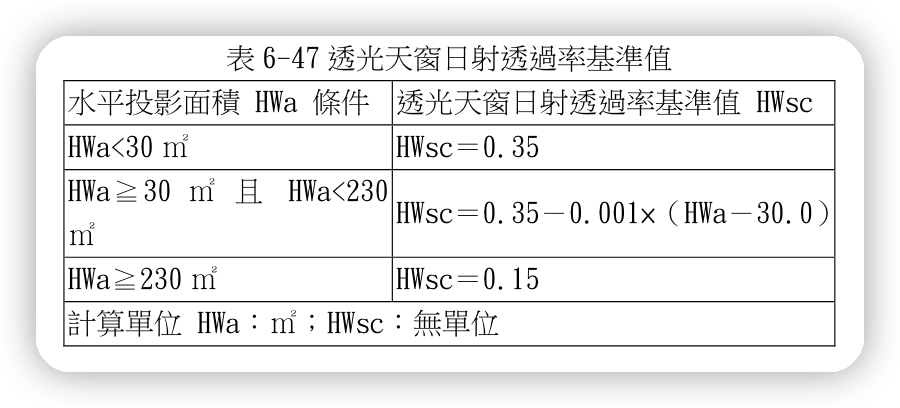 表 6-47 透光天窗日射透過率基準值
水平投影面積 HWa 條件 透光天窗日射透過率基準值 HWsc
HWa<30 ㎡ HWsc＝0.35
HWa≧30 ㎡ 且 HWa<230
㎡
HWsc＝0.35－0.001×（HWa－30.0）
HWa≧230 ㎡ HWsc＝0.15
計算單位 HWa：㎡；HWsc：無單位